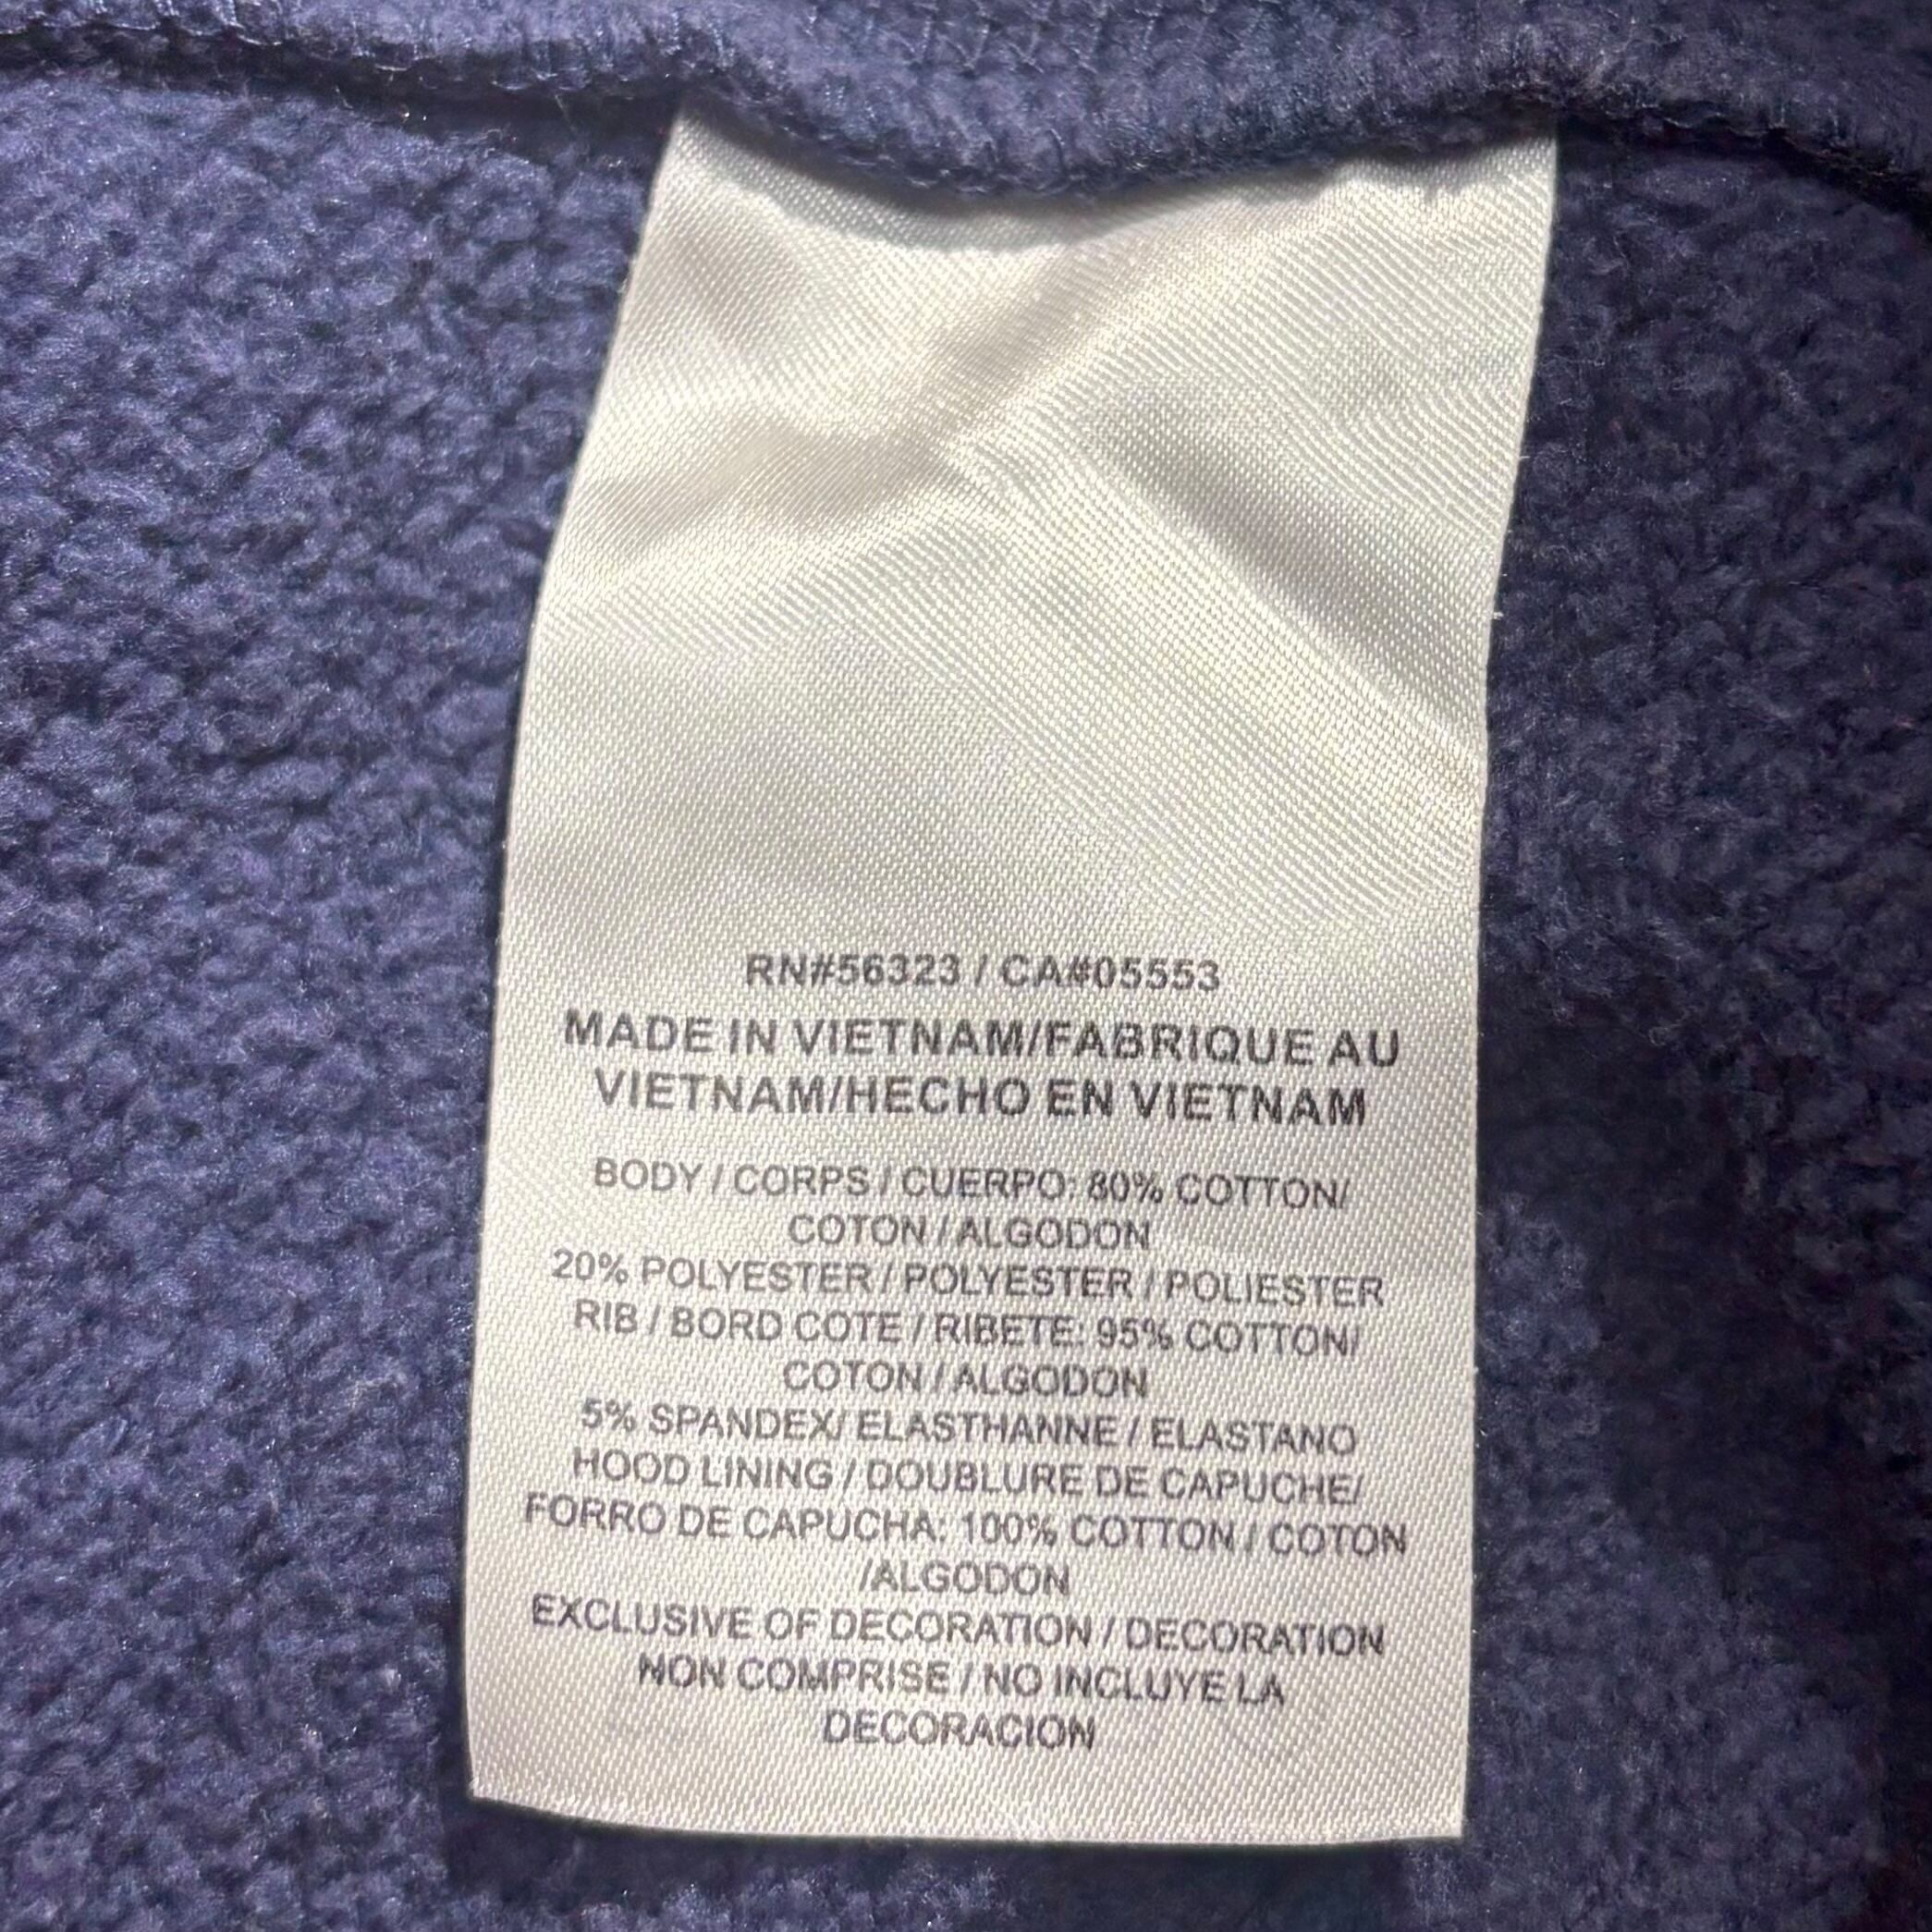 RN#56323 / CA#05553
MADE IN VIETNAM/FABRIQUE AU
VIETNAM/HECHO EN VIETNAM
BODY / CORPS / CUERPO: 80% COTTON/
COTON / ALGODON
20% POLYESTER / POLYESTER / POLIESTER
RIB / BORD COTE / RIBETE: 95% COTTON/
COTON / ALGODON
5% SPANDEX/ ELASTHANNE / ELASTANO
HOOD LINING / DOUBLURE DE CAPUCHE/
FORRO DE CAPUCHA: 100% COTTON / COTON
/ALGODON
EXCLUSIVE OF DECORATION / DECORATION
NON COMPRISE / NO INCLUYE LA
DECORACION